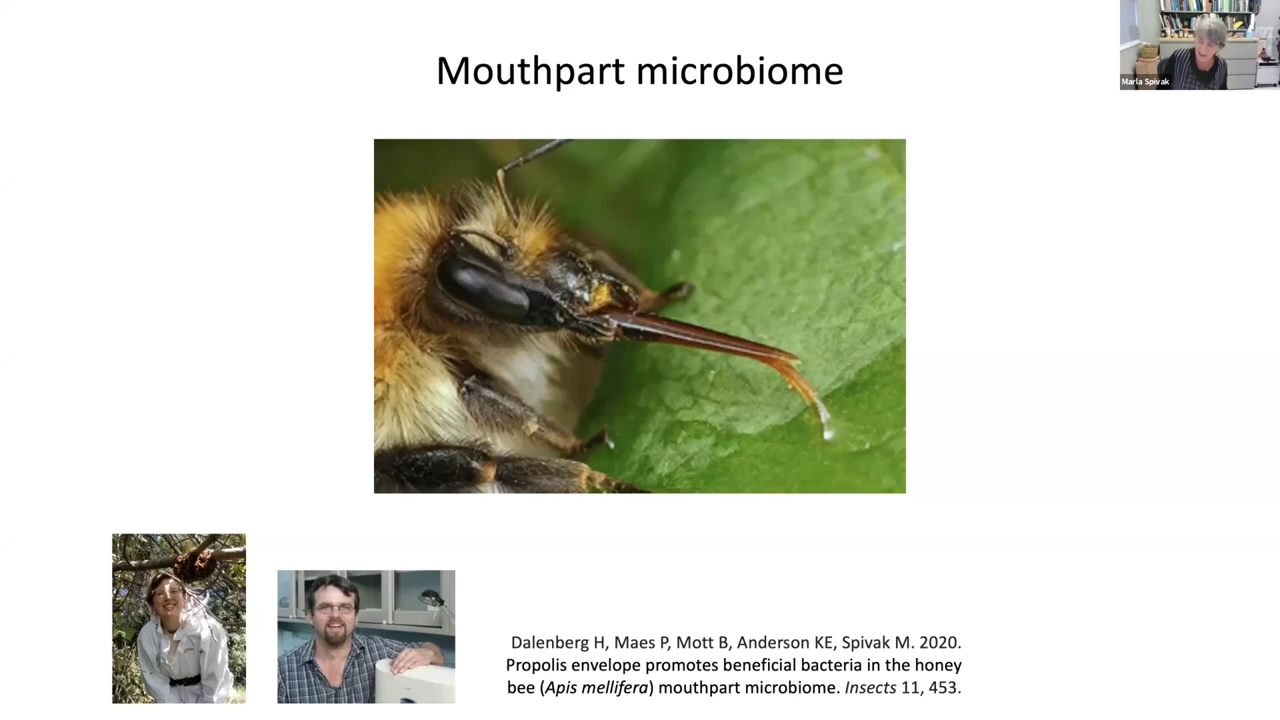 Mouthpart microbiome
Marla Spivak
Dalenberg H, Maes P, Mott B, Anderson KE, Spivak M. 2020.
Propolis envelope promotes beneficial bacteria in the honey
bee (Apis mellifera) mouthpart microbiome. Insects 11, 453.